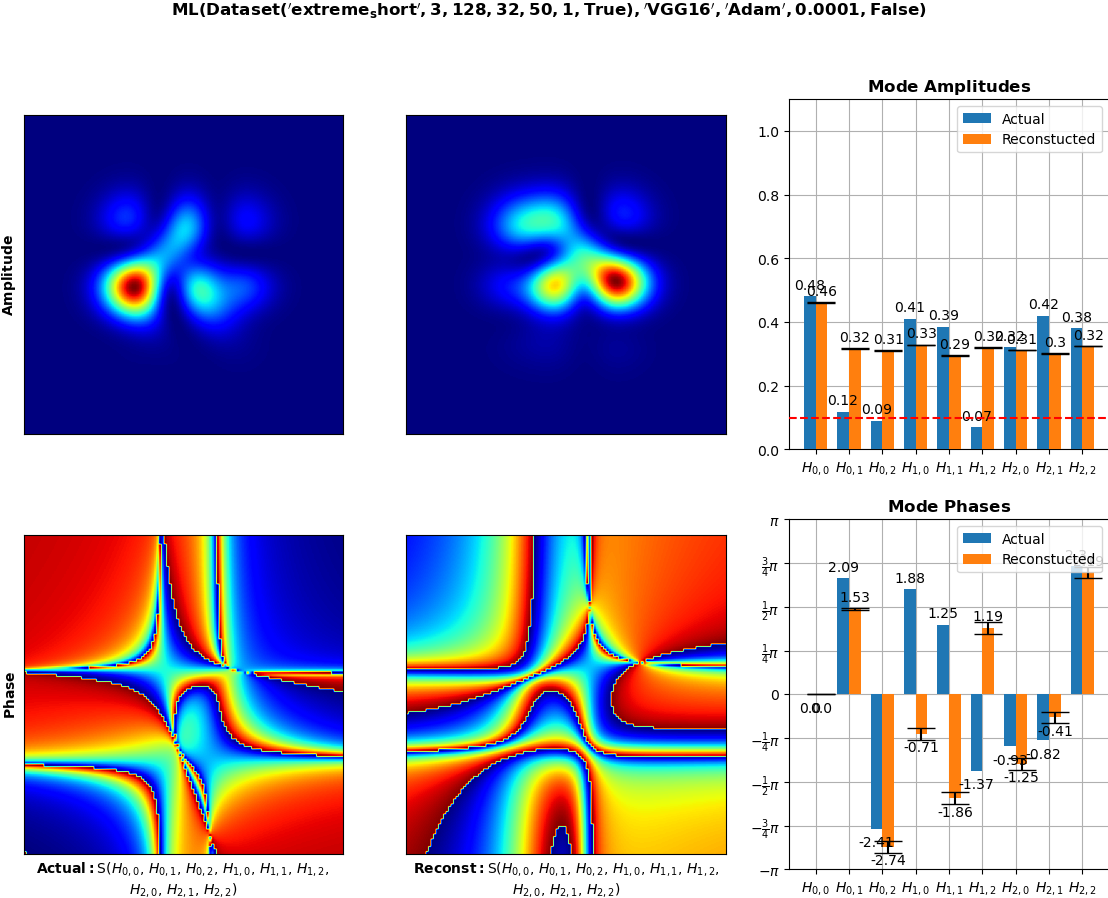 ML(Dataset('extreme_short', 3, 128, 32, 50, 1, True), 'VGG16', 'Adam', 0.0001, False)
Mode Amplitudes
Amplitude
Actual
Reconstucted
1.0
0.8
0.6
0.4
0.2
0.0
0.48
0.46
0.12
0.32
0.09
0.31
0.41
0.33
0.39
0.29
0.07
0.32
0.32
0.31
0.42
0.3
0.38
0.32
H0,0 H0,1 H0,2 H1,0 H1,1 H1,2 H2,0 H2,1 H2,2
Mode Phases
Phase
Actual
Reconstucted
π
3/4π
1/2π
1/4π
0
−1/4π
−1/2π
−3/4π
−π
0.0
0.0
2.09
1.53
-2.41
-2.74
1.88
-0.71
1.25
-1.86
-1.37
1.19
-0.93
-1.25
-0.82
-0.41
H0,0 H0,1 H0,2 H1,0 H1,1 H1,2 H2,0 H2,1 H2,2
Actual: S(H0,0, H0,1, H0,2, H1,0, H1,1, H1,2,
H2,0, H2,1, H2,2)
Reconst: S(H0,0, H0,1, H0,2, H1,0, H1,1, H1,2,
H2,0, H2,1, H2,2)